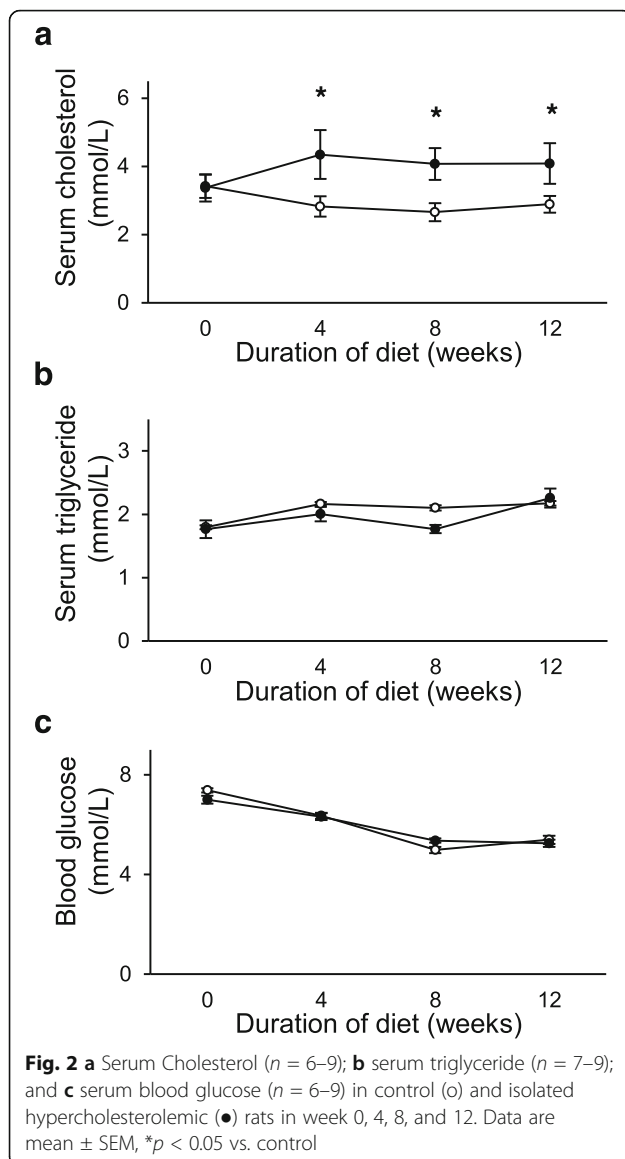 a
Serum cholesterol
(mmol/L)
6
4
2
0
* * *
0 4 8 12
Duration of diet (weeks)
b
Serum triglyceride
(mmol/L)
3
2
1
0
0 4 8 12
Duration of diet (weeks)
c
Blood glucose
(mmol/L)
8
4
0
0 4 8 12
Duration of diet (weeks)
Fig. 2 a Serum Cholesterol (n = 6–9); b serum triglyceride (n = 7–9);
and c serum blood glucose (n = 6–9) in control (o) and isolated
hypercholesterolemic (●) rats in week 0, 4, 8, and 12. Data are
mean ± SEM, *p < 0.05 vs. control